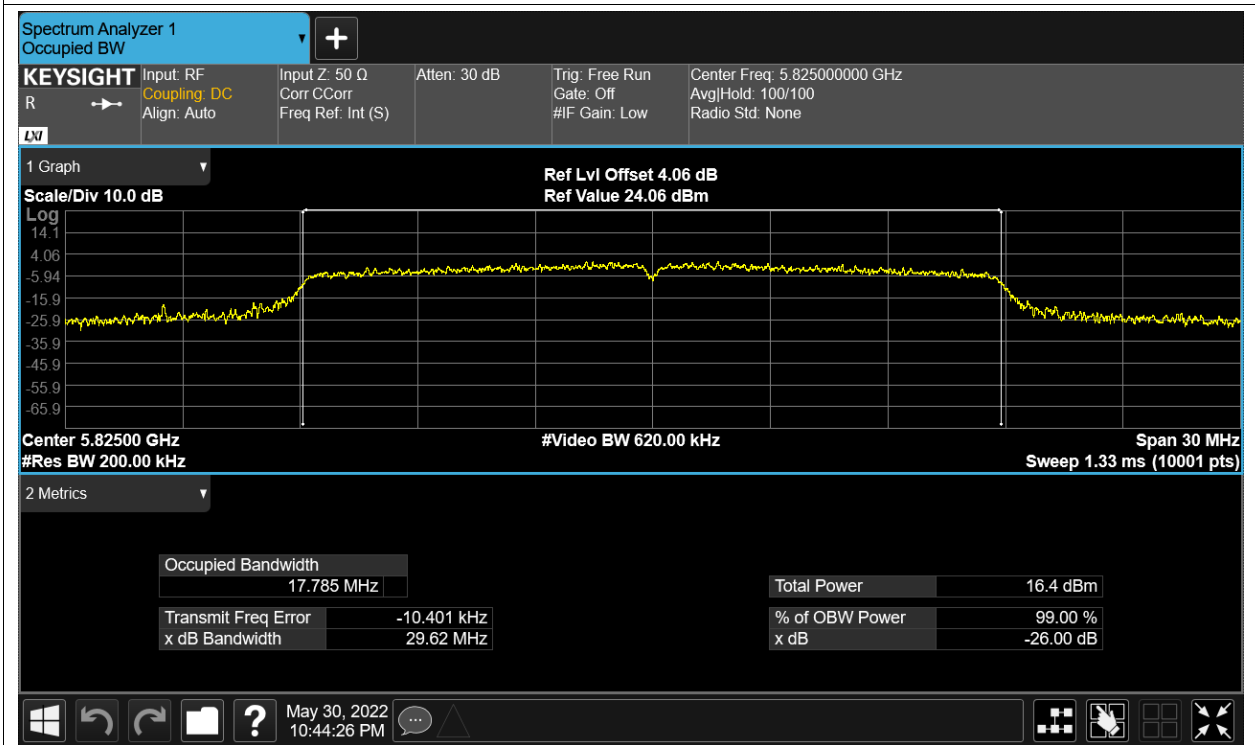 Spectrum Analyzer 1
Occupied BW
+
KEYSIGHT
R
LXI
Input: RF
Coupling: DC
Align: Auto
Input Z: 50 Ω
Corr CCorr
Freq Ref: Int (S)
Atten: 30 dB
Trig: Free Run
Gate: Off
#IF Gain: Low
Center Freq: 5.825000000 GHz
Avg|Hold: 100/100
Radio Std: None
1 Graph
Scale/Div 10.0 dB
Ref Lvl Offset 4.06 dB
Ref Value 24.06 dBm
Log
14.1
4.06
-5.94
-15.9
-25.9
-35.9
-45.9
-55.9
-65.9
Center 5.82500 GHz
#Res BW 200.00 kHz
#Video BW 620.00 kHz
Span 30 MHz
Sweep 1.33 ms (10001 pts)
2 Metrics
Occupied Bandwidth
17.785 MHz
Transmit Freq Error -10.401 kHz
x dB Bandwidth 29.62 MHz
Total Power 16.4 dBm
% of OBW Power 99.00 %
x dB -26.00 dB
?
May 30, 2022
10:44:26 PM